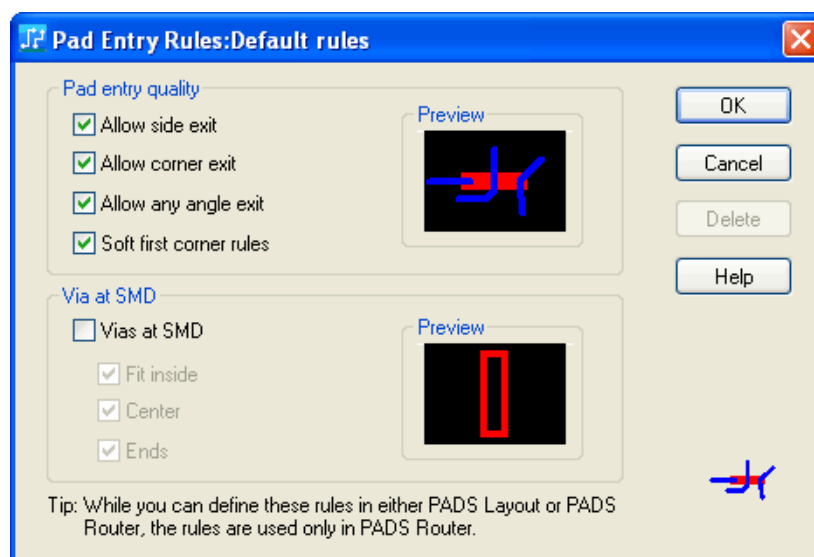 Pad Entry Rules:Default rules
Pad entry quality
Allow side exit
Allow corner exit
Allow any angle exit
Soft first corner rules
Preview
OK
Cancel
Delete
Help
Via at SMD
Vias at SMD
Fit inside
Center
Ends
Preview
Tip: While you can define these rules in either PADS Layout or PADS
Router, the rules are used only in PADS Router.